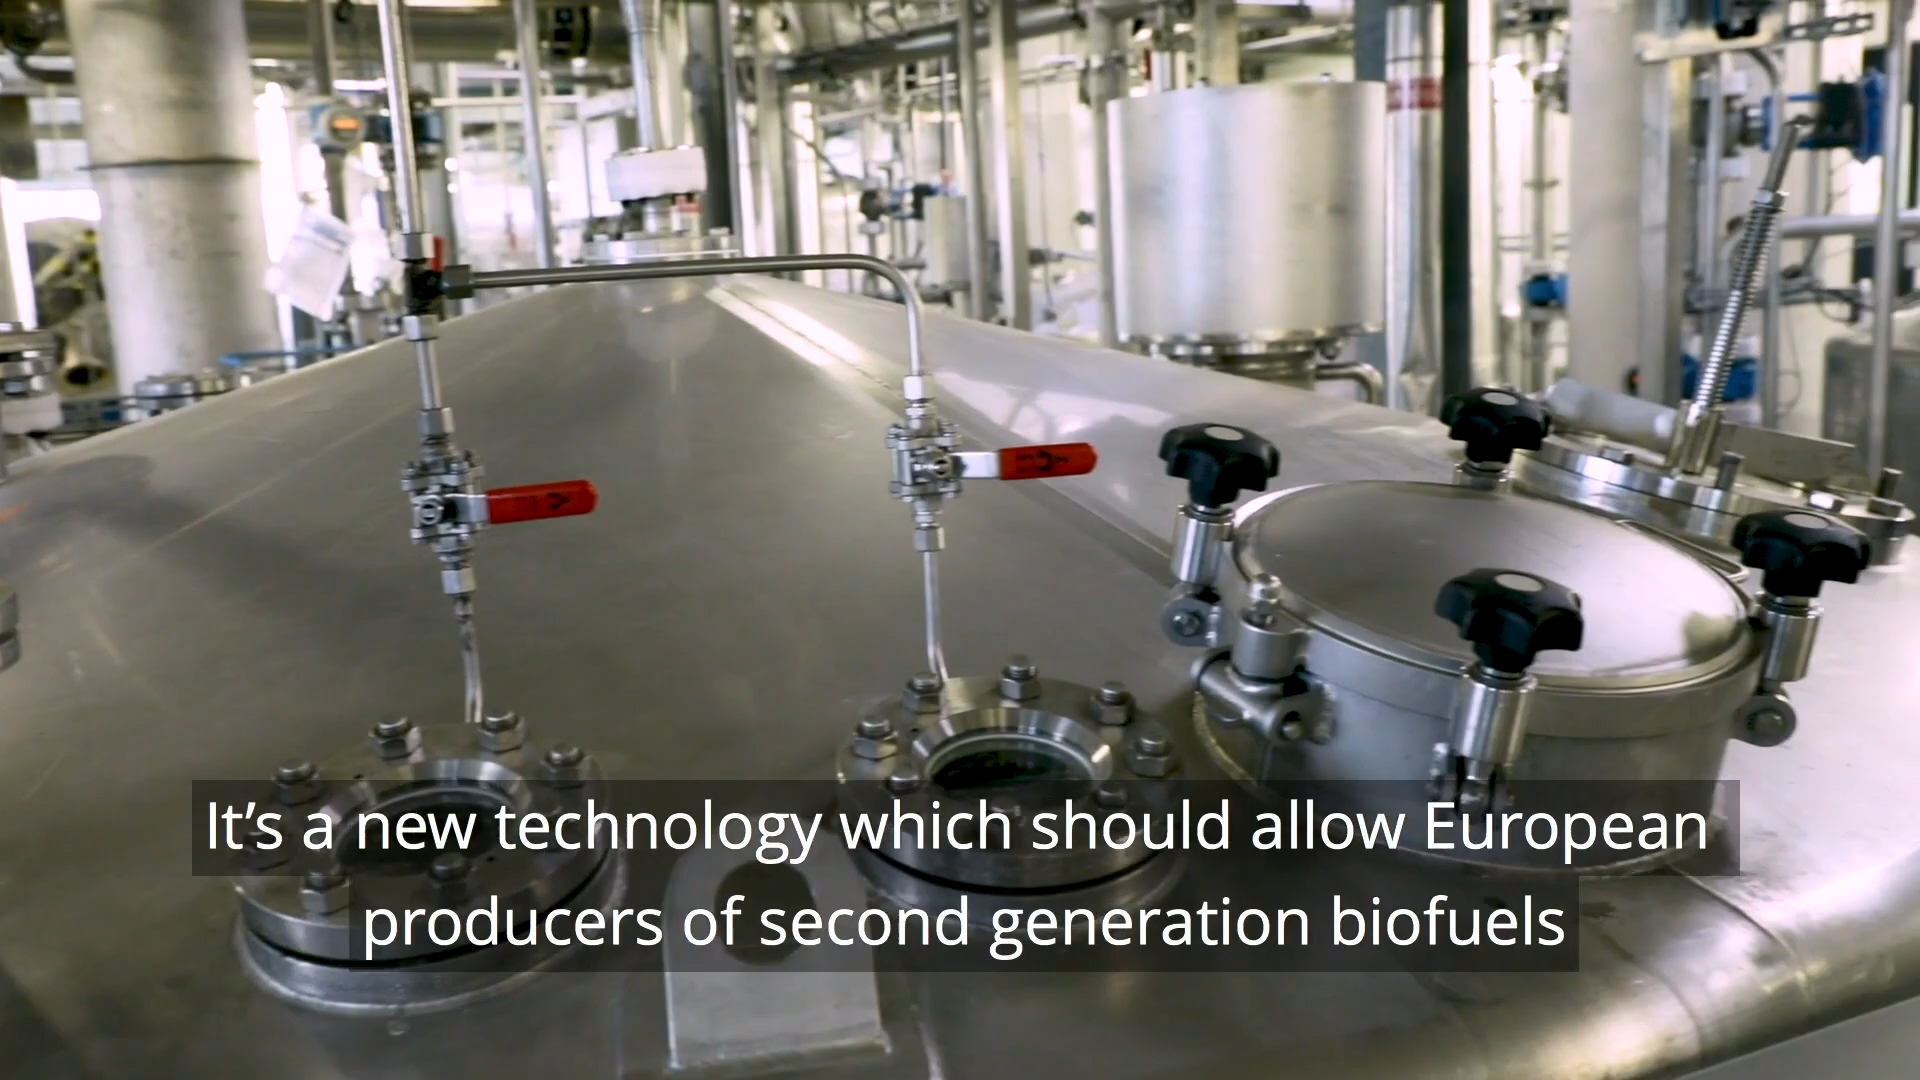 It’s a new technology which should allow European
producers of second generation biofuels